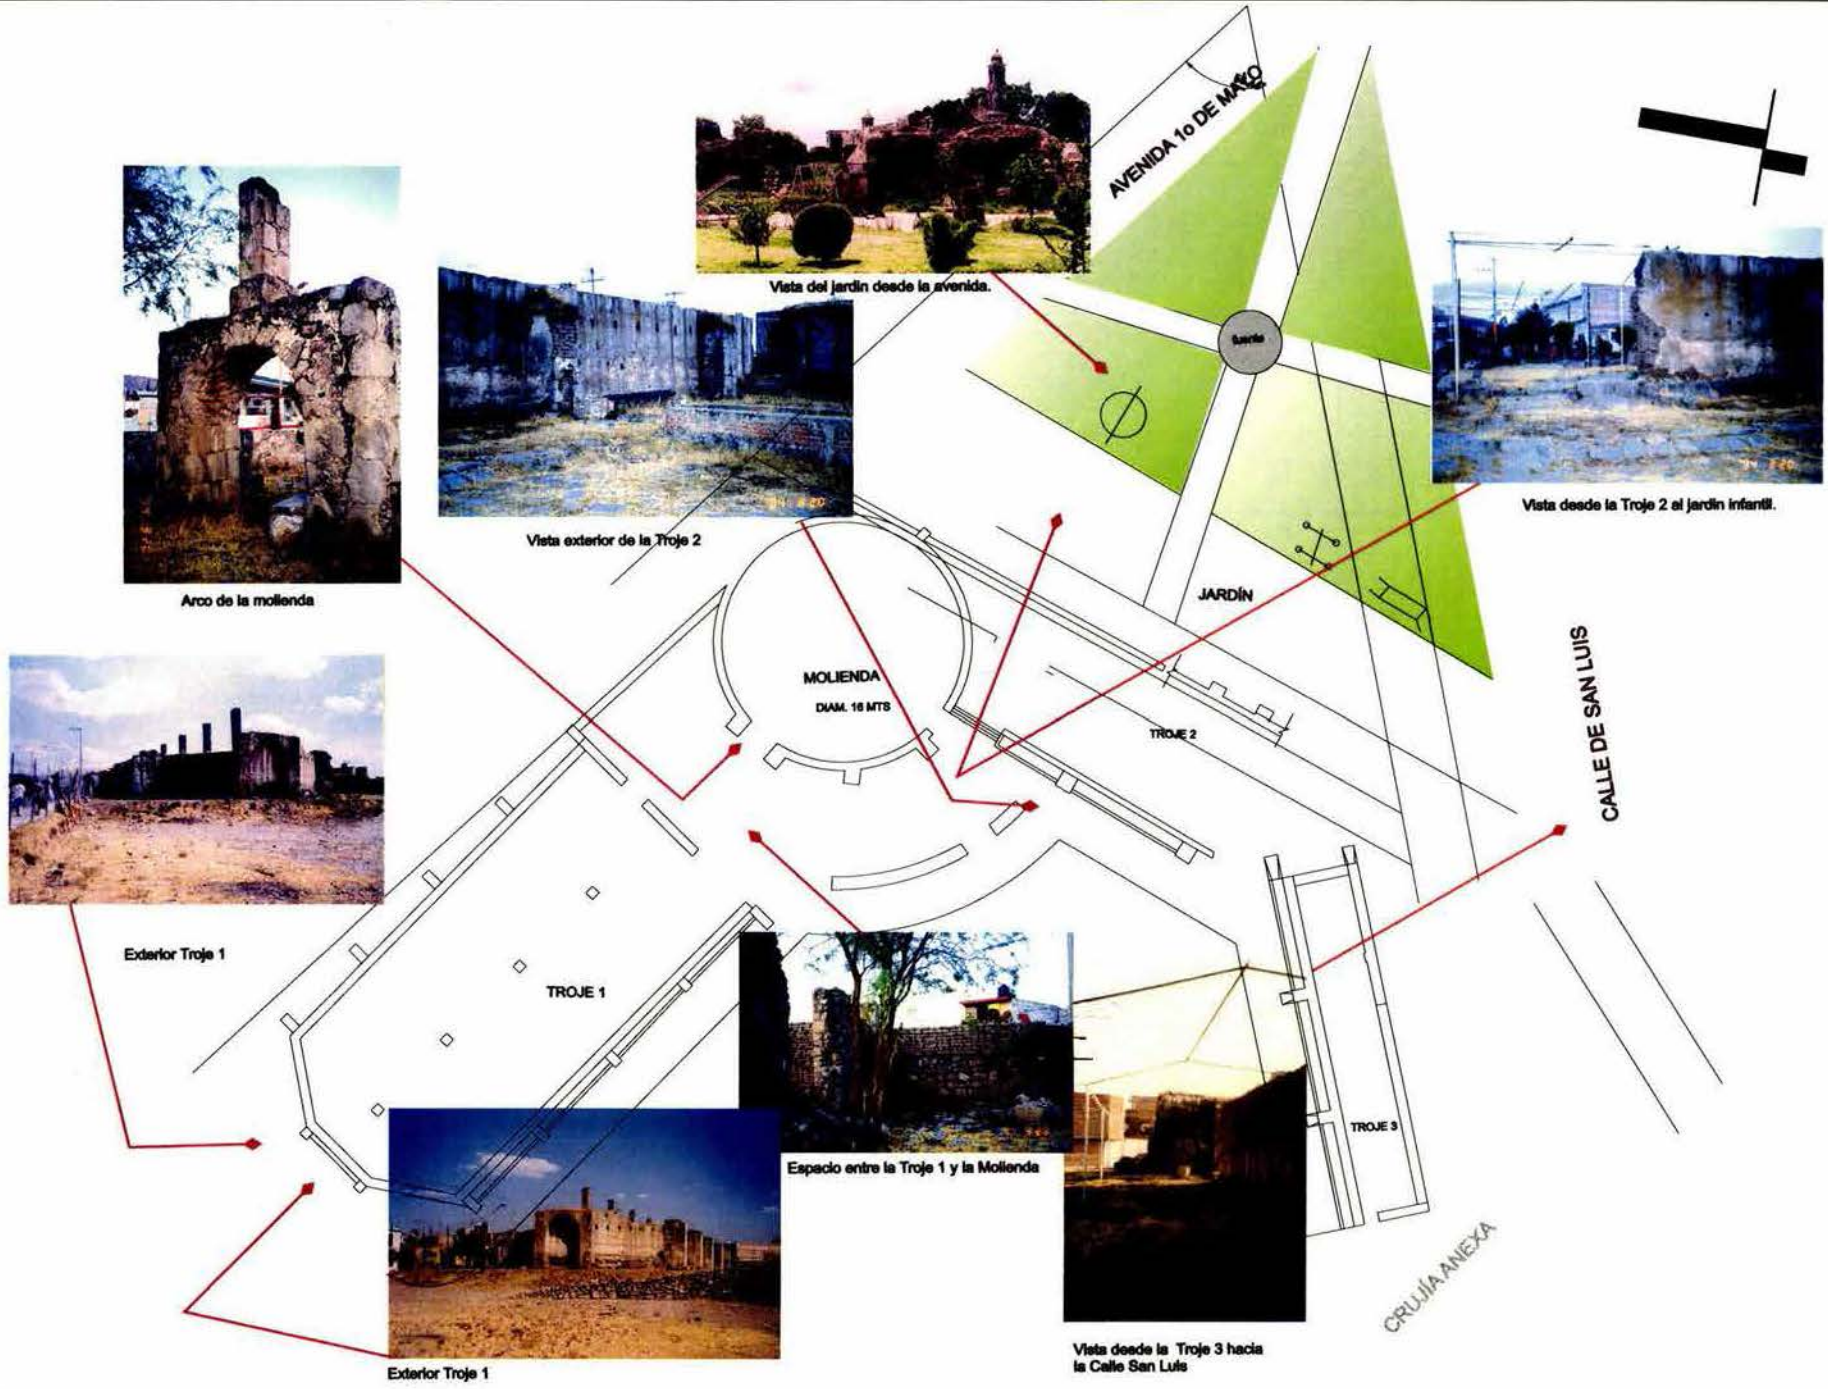 AVENIDA 1o DE MAYO
Vista del jardin desde la avenida.
fuente
Vista desde la Troje 2 al jardin infantil.
Vista exterior de la Troje 2
Arco de la molienda
JARDÍN
CALLE DE SAN LUIS
MOLIENDA
DIAM. 16 MTS
TROJE 2
Exterior Troje 1
TROJE 1
TROJE 3
Espacio entre la Troje 1 y la Molienda
CRUJÍA ANEXA
Vista desde la Troje 3 hacia
la Calle San Luis
Exterior Troje 1